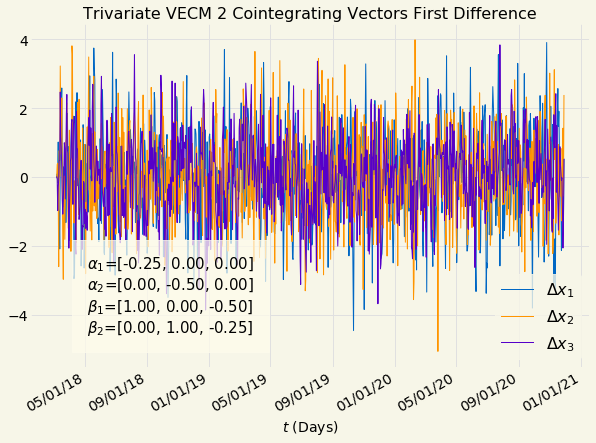 Trivariate VECM 2 Cointegrating Vectors First Difference
4
2
0
−2
−4
α₁=[-0.25, 0.00, 0.00]
α₂=[0.00, -0.50, 0.00]
β₁=[1.00, 0.00, -0.50]
β₂=[0.00, 1.00, -0.25]
Δx₁
Δx₂
Δx₃
05/01/18 09/01/18 01/01/19 05/01/19 09/01/19 01/01/20 05/01/20 09/01/20 01/01/21
t (Days)